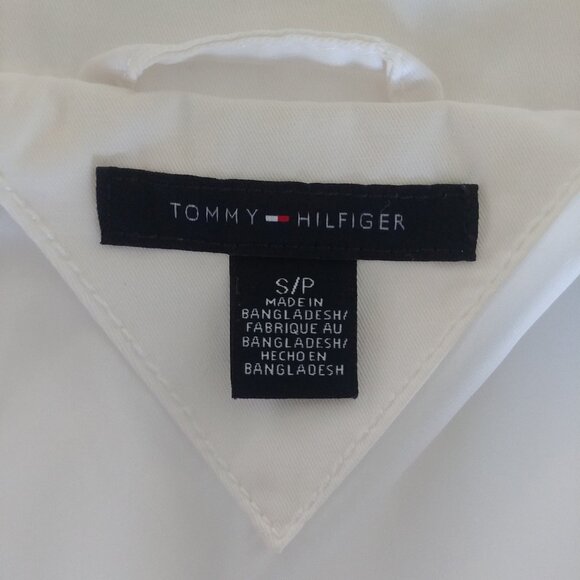 TOMMY HILFIGER
S/P
MADE IN
BANGLADESH/
FABRIQUE AU
BANGLADESH/
HECHO EN
BANGLADESH